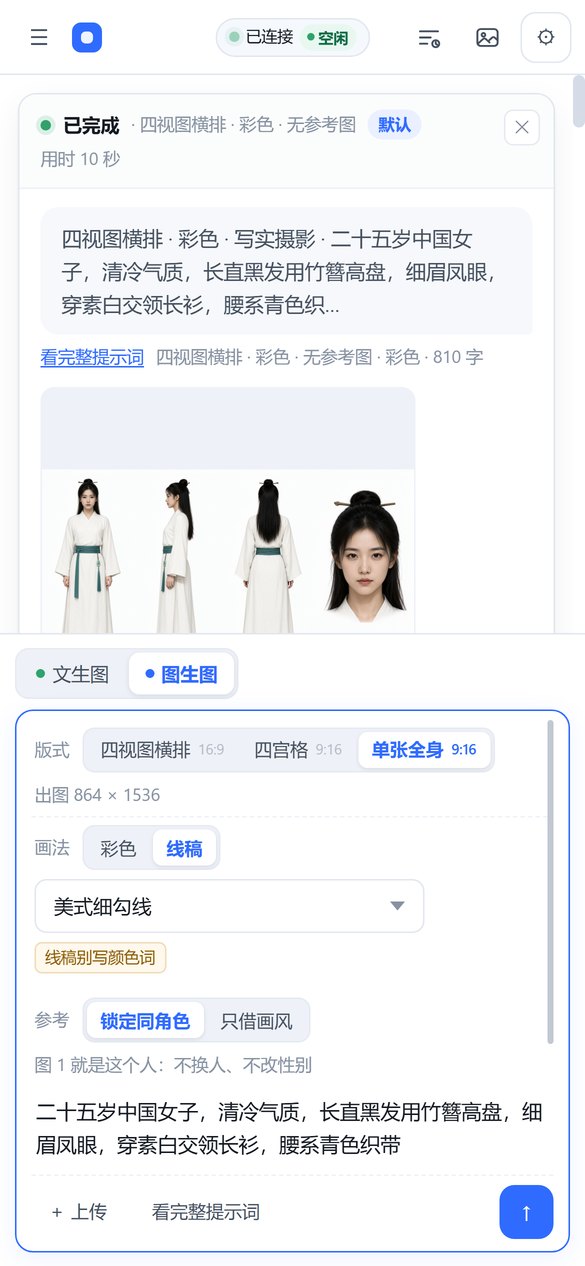 已连接 空闲
已完成 · 四视图横排 · 彩色 · 无参考图 默认
用时 10 秒
四视图横排 · 彩色 · 写实摄影 · 二十五岁中国女
子，清冷气质，长直黑发用竹簪高盘，细眉凤眼，
穿素白交领长衫，腰系青色织...
看完整提示词 四视图横排 · 彩色 · 无参考图 · 彩色 · 810 字
文生图 图生图
版式 四视图横排 16:9 四宫格 9:16 单张全身 9:16
出图 864 × 1536
画法 彩色 线稿
美式细勾线
线稿别写颜色词
参考 锁定同角色 只借画风
图 1 就是这个人：不换人、不改性别
二十五岁中国女子，清冷气质，长直黑发用竹簪高盘，细
眉凤眼，穿素白交领长衫，腰系青色织带
+ 上传 看完整提示词